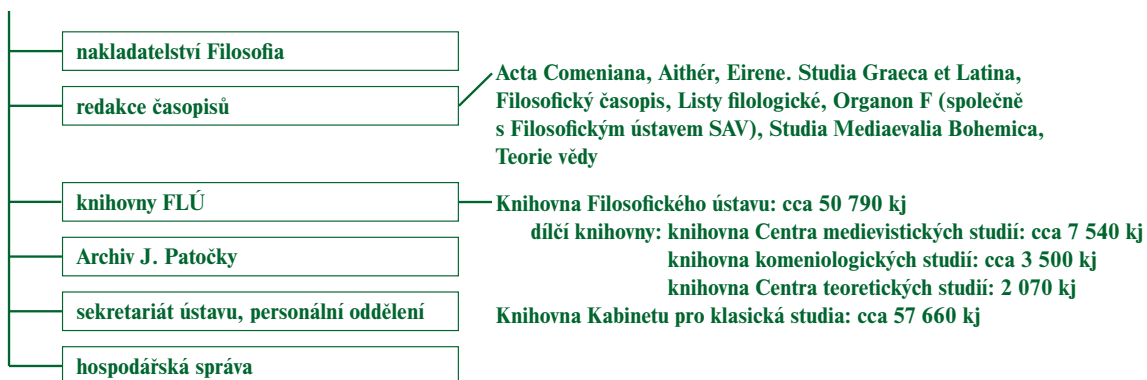 nakladatelství Filosofia
redakce časopisů
Acta Comeniana, Aithér, Eirene. Studia Graeca et Latina,
Filosofický časopis, Listy filologické, Organon F (společně
s Filosofickým ústavem SAV), Studia Mediaevalia Bohemica,
Teorie vědy
knihovny FLÚ
Knihovna Filosofického ústavu: cca 50 790 kj
dílčí knihovny: knihovna Centra medievistických studií: cca 7 540 kj
knihovna komeniologických studií: cca 3 500 kj
knihovna Centra teoretických studií: 2 070 kj
Knihovna Kabinetu pro klasická studia: cca 57 660 kj
Archiv J. Patočky
sekretariát ústavu, personální oddělení
hospodářská správa